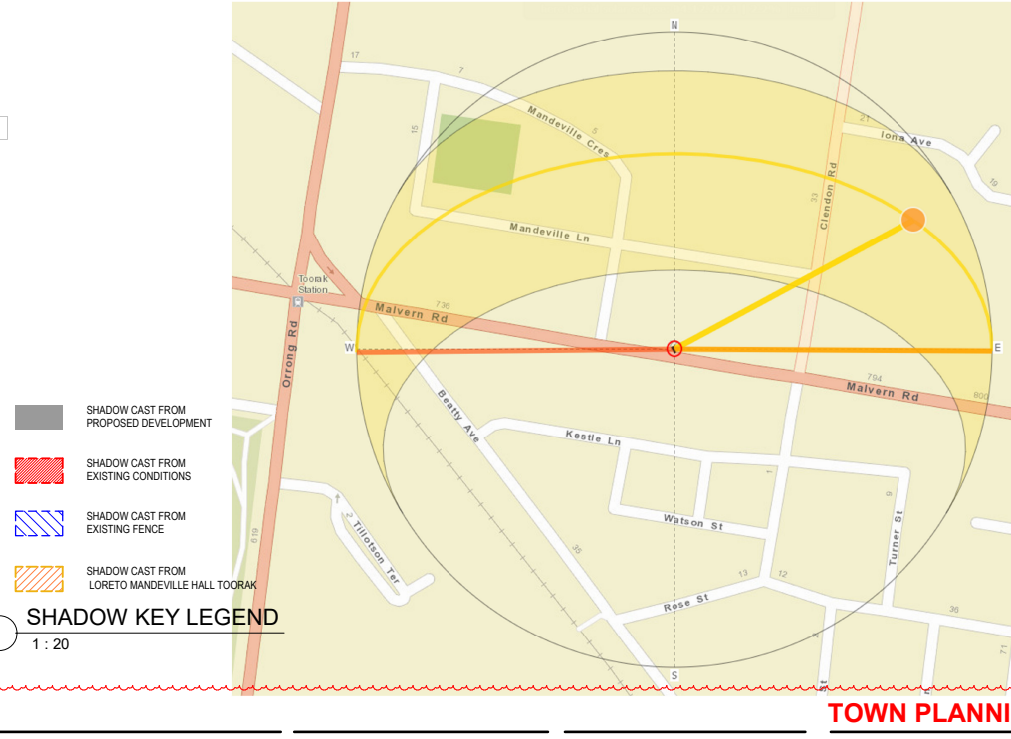 SHADOW CAST FROM
PROPOSED DEVELOPMENT
SHADOW CAST FROM
EXISTING CONDITIONS
SHADOW CAST FROM
EXISTING FENCE
SHADOW CAST FROM
LORETO MANDEVILLE HALL TOORAK
SHADOW KEY LEGEND
1 : 20
N
17
7
15
Mandeville Cres
5
21
Iona Ave
19
33
Clendon Rd
Mandeville Ln
Toorak
Station
736
Malvern Rd
W
E
Orrong Rd
794
Malvern Rd
800
Beatty Ave
Kestle Ln
1
9
Watson St
Turner St
2
Tillotson Ter
619
35
13
12
Rose St
36
71
S
St
TOWN PLANNI